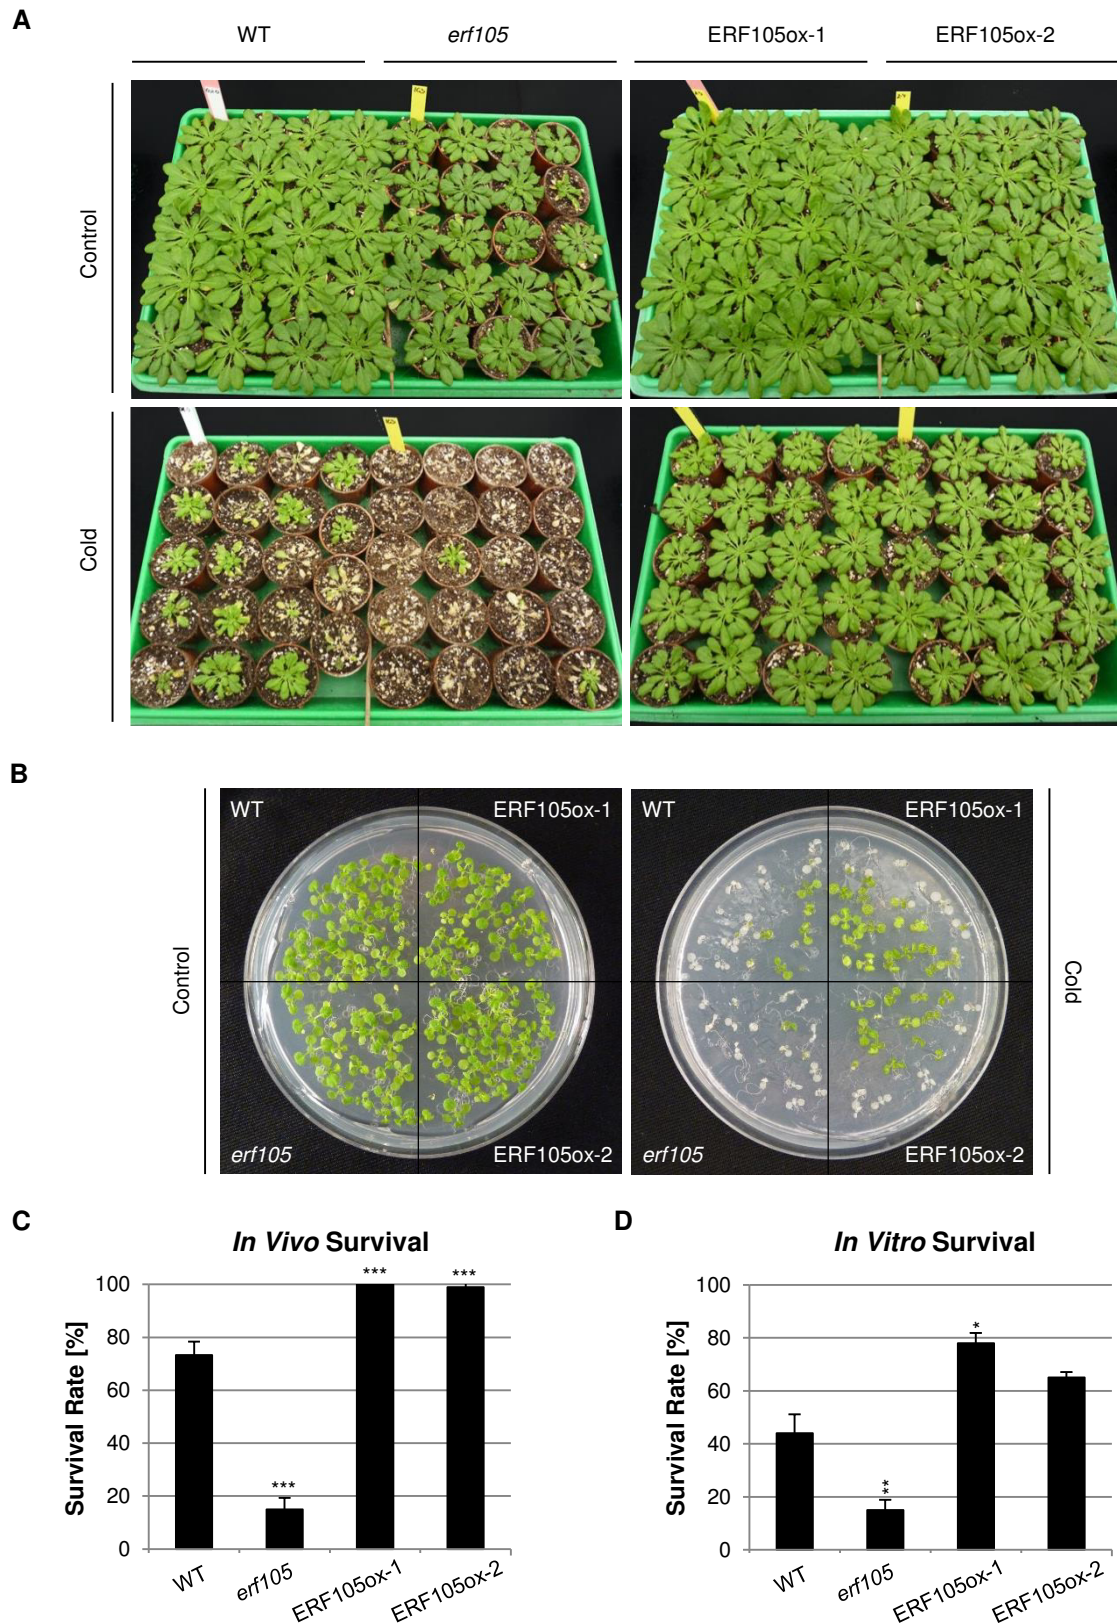 A
WT erf105 ERF105ox-1 ERF105ox-2
Control
Cold
B
WT ERF105ox-1
erf105 ERF105ox-2
Control
WT ERF105ox-1
erf105 ERF105ox-2
Cold
C
In Vivo Survival
Survival Rate [%]
100
80
60
40
20
0
***
***
***
WT erf105 ERF105ox-1 ERF105ox-2
D
In Vitro Survival
Survival Rate [%]
100
80
60
40
20
0
**
*
WT erf105 ERF105ox-1 ERF105ox-2